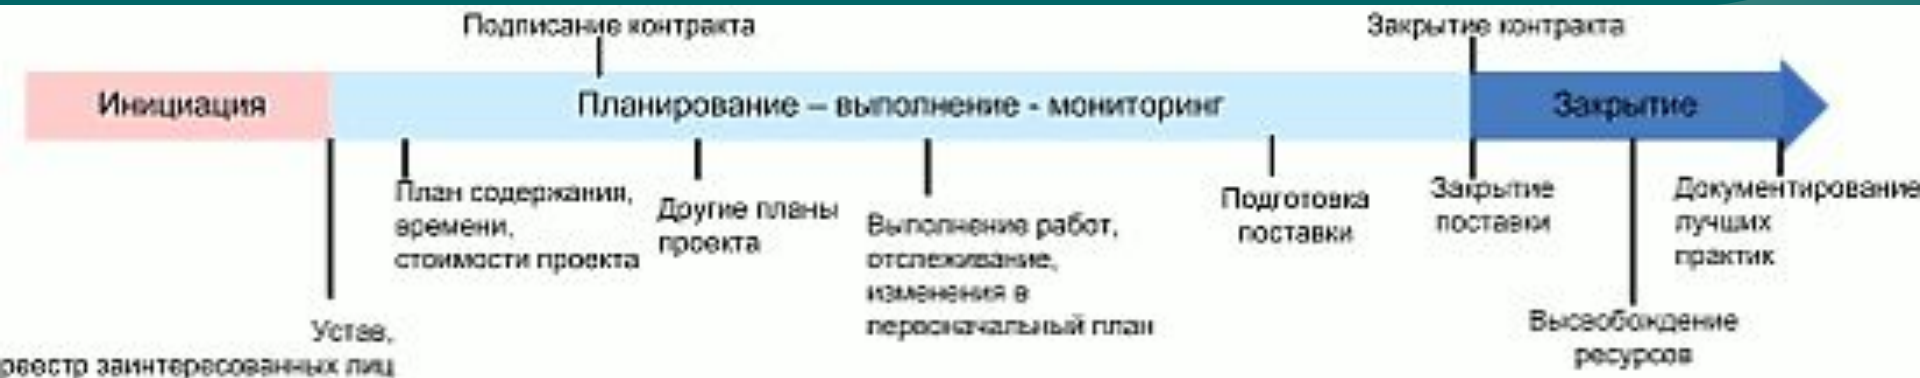 Подписание контракта
Закрытие контракта
Инициация
Планирование – выполнение - мониторинг
Закрытие
План содержания,
времени,
стоимости проекта
Другие планы
проекта
Выполнение работ,
отслеживание,
изменения в
первоначальный план
Подготовка
поставки
Закрытие
поставки
Документирование
лучших
практик
Устав,
реестр заинтересованных лиц
Высвобождение
ресурсов